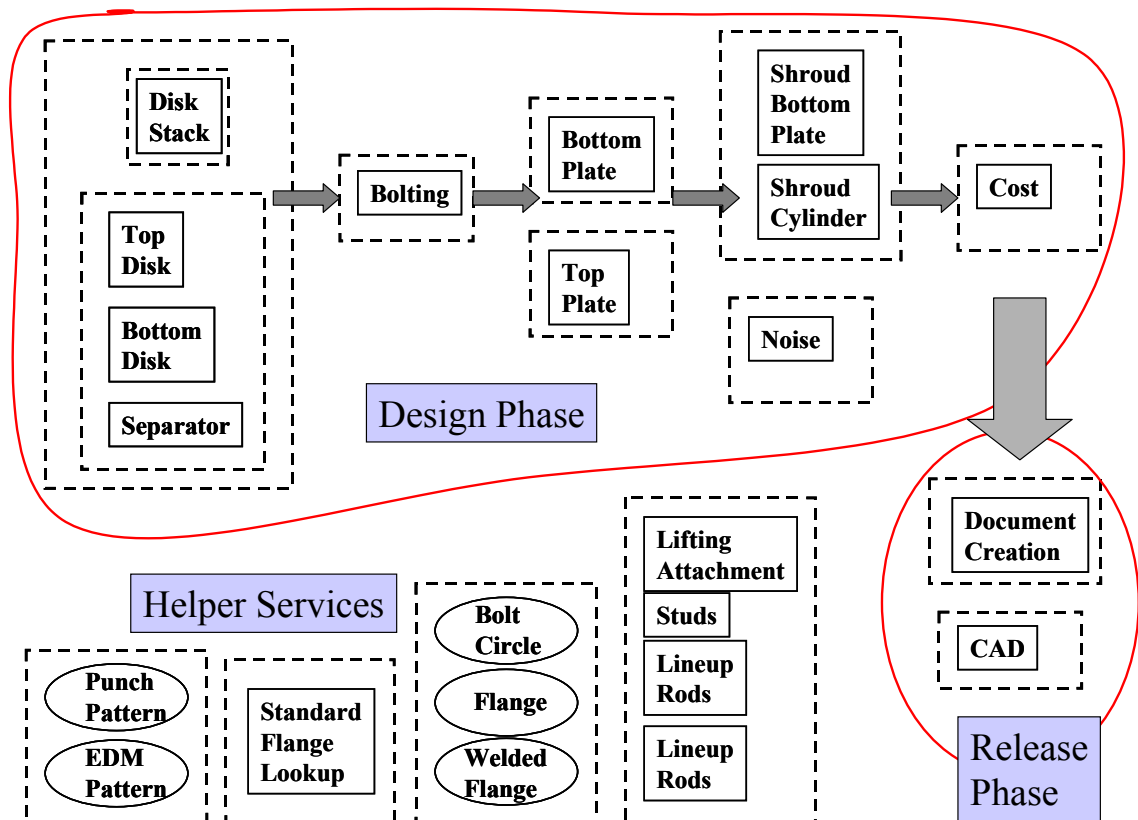 Disk
Stack
Top
Disk
Bottom
Disk
Separator
Bolting
Bottom
Plate
Top
Plate
Shroud
Bottom
Plate
Shroud
Cylinder
Noise
Cost
Design Phase
Document
Creation
CAD
Release
Phase
Helper Services
Punch
Pattern
EDM
Pattern
Standard
Flange
Lookup
Bolt
Circle
Flange
Welded
Flange
Lifting
Attachment
Studs
Lineup
Rods
Lineup
Rods